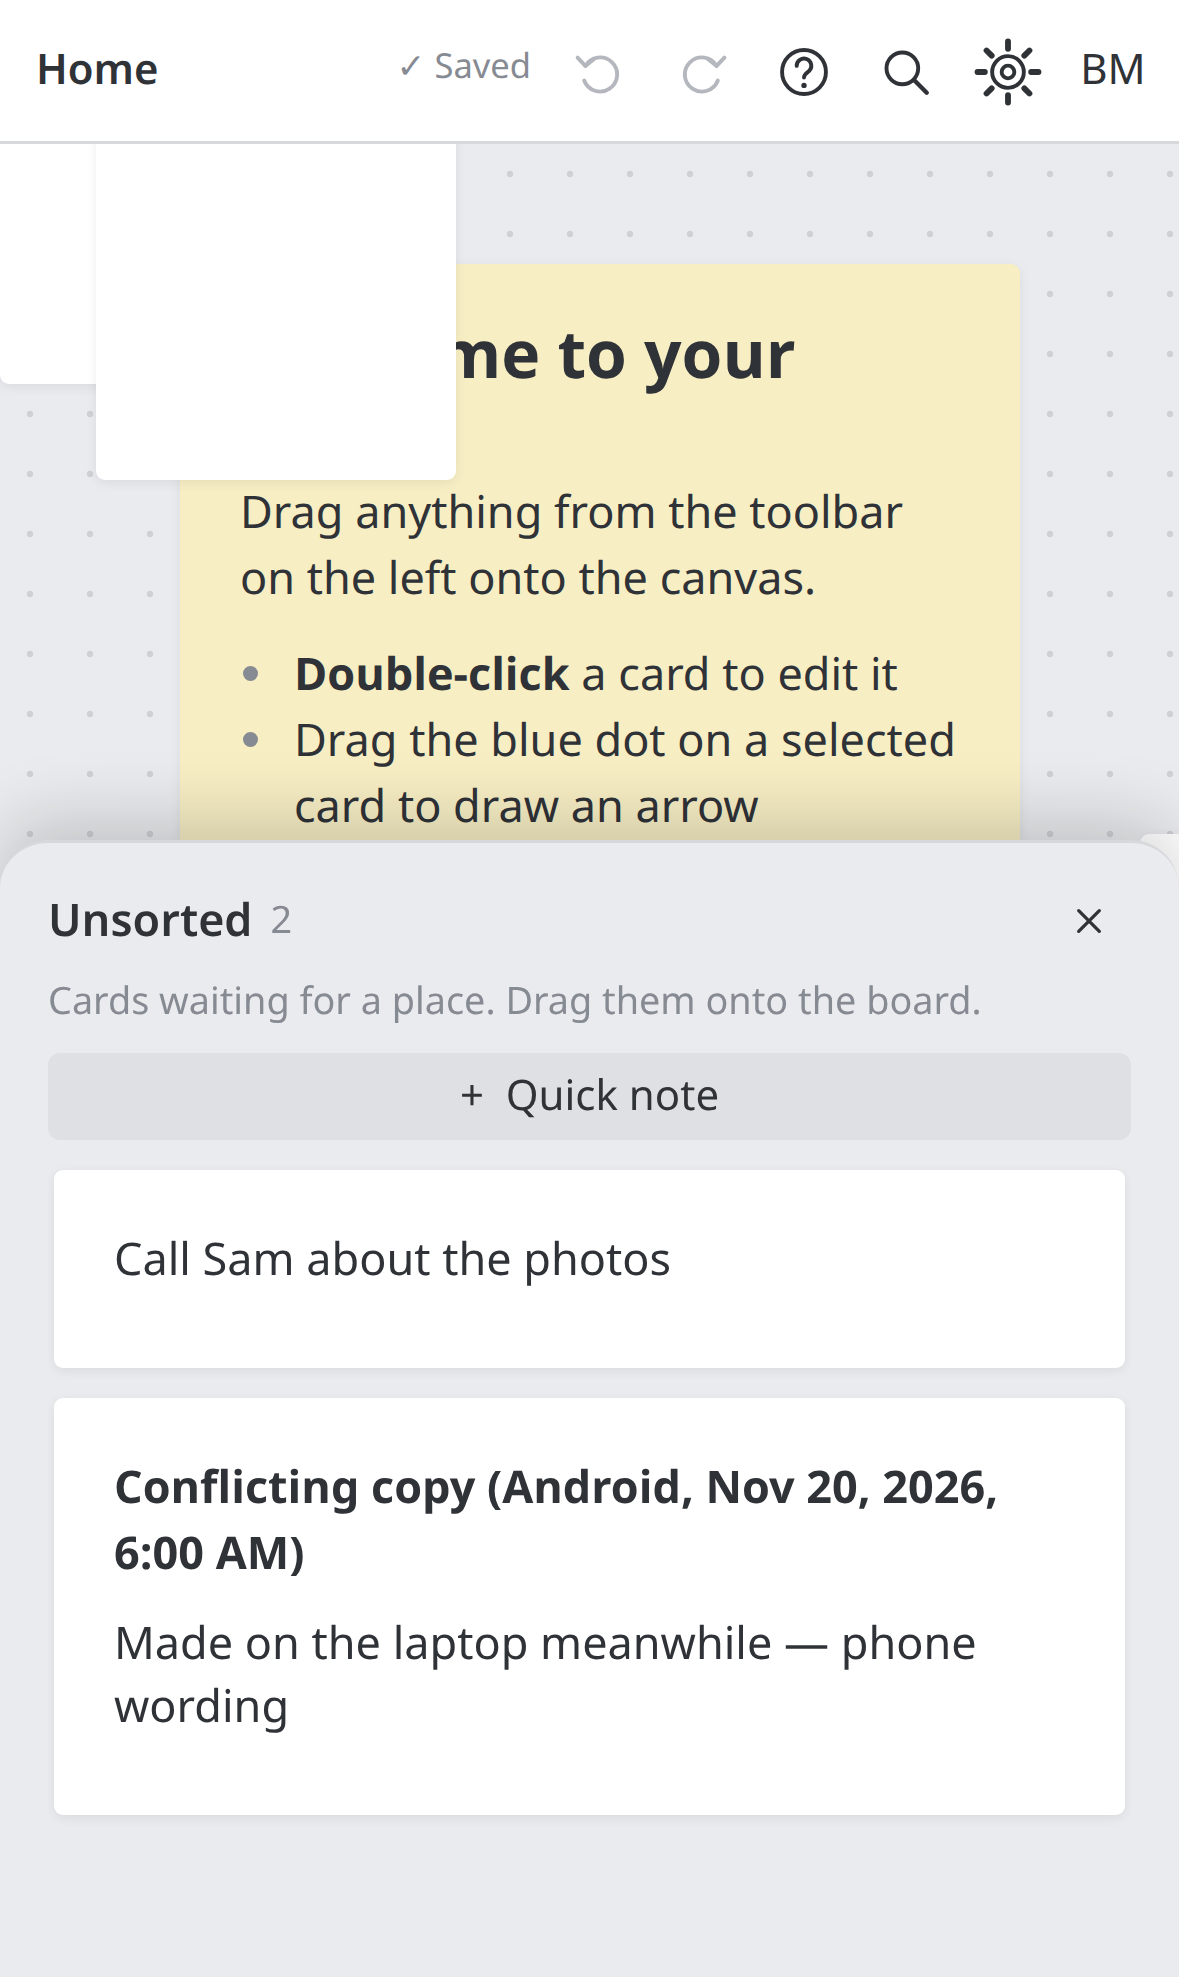 Home
✓ Saved
BM
me to your
Drag anything from the toolbar
on the left onto the canvas.
• Double-click a card to edit it
• Drag the blue dot on a selected
card to draw an arrow
Unsorted 2
Cards waiting for a place. Drag them onto the board.
+ Quick note
Call Sam about the photos
Conflicting copy (Android, Nov 20, 2026,
6:00 AM)
Made on the laptop meanwhile — phone
wording